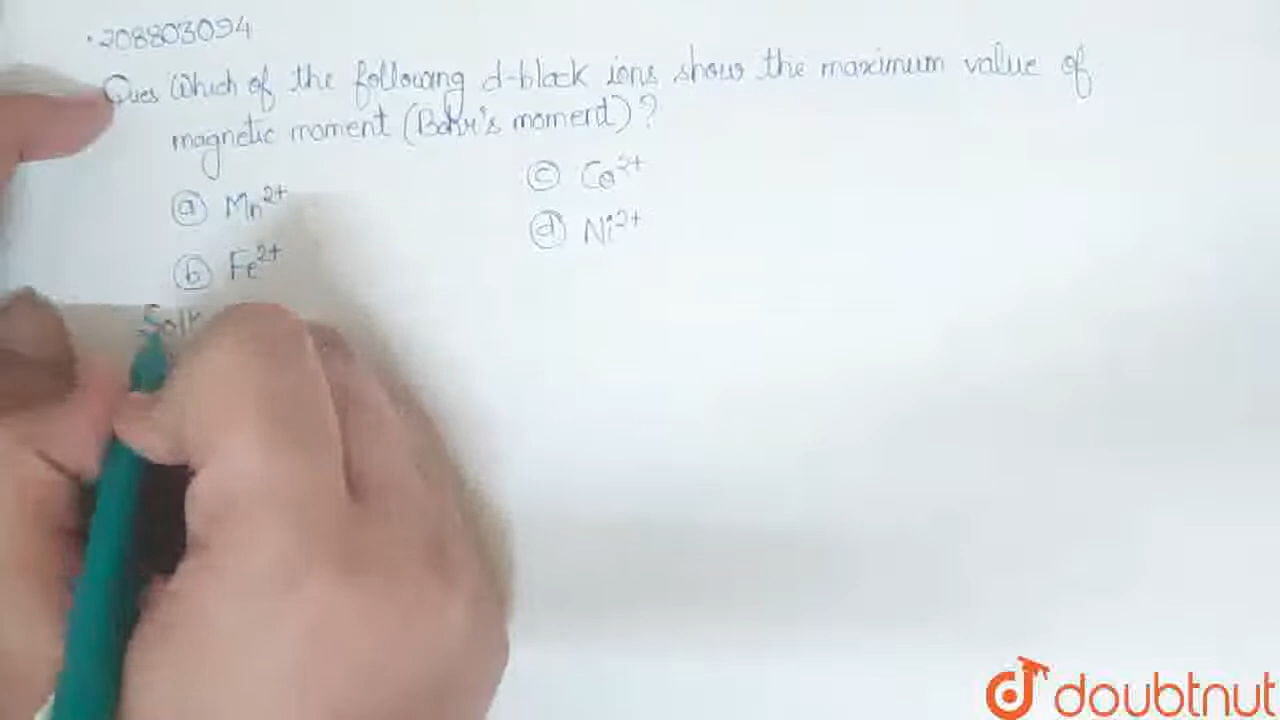 208803094
Ques Which of the following d-block ions show the maximum value of
magnetic moment (Bohr's moment)?
(a) Mn²⁺
(b) Fe²⁺
(c) Co²⁺
(d) Ni²⁺
Soln
doubtnut